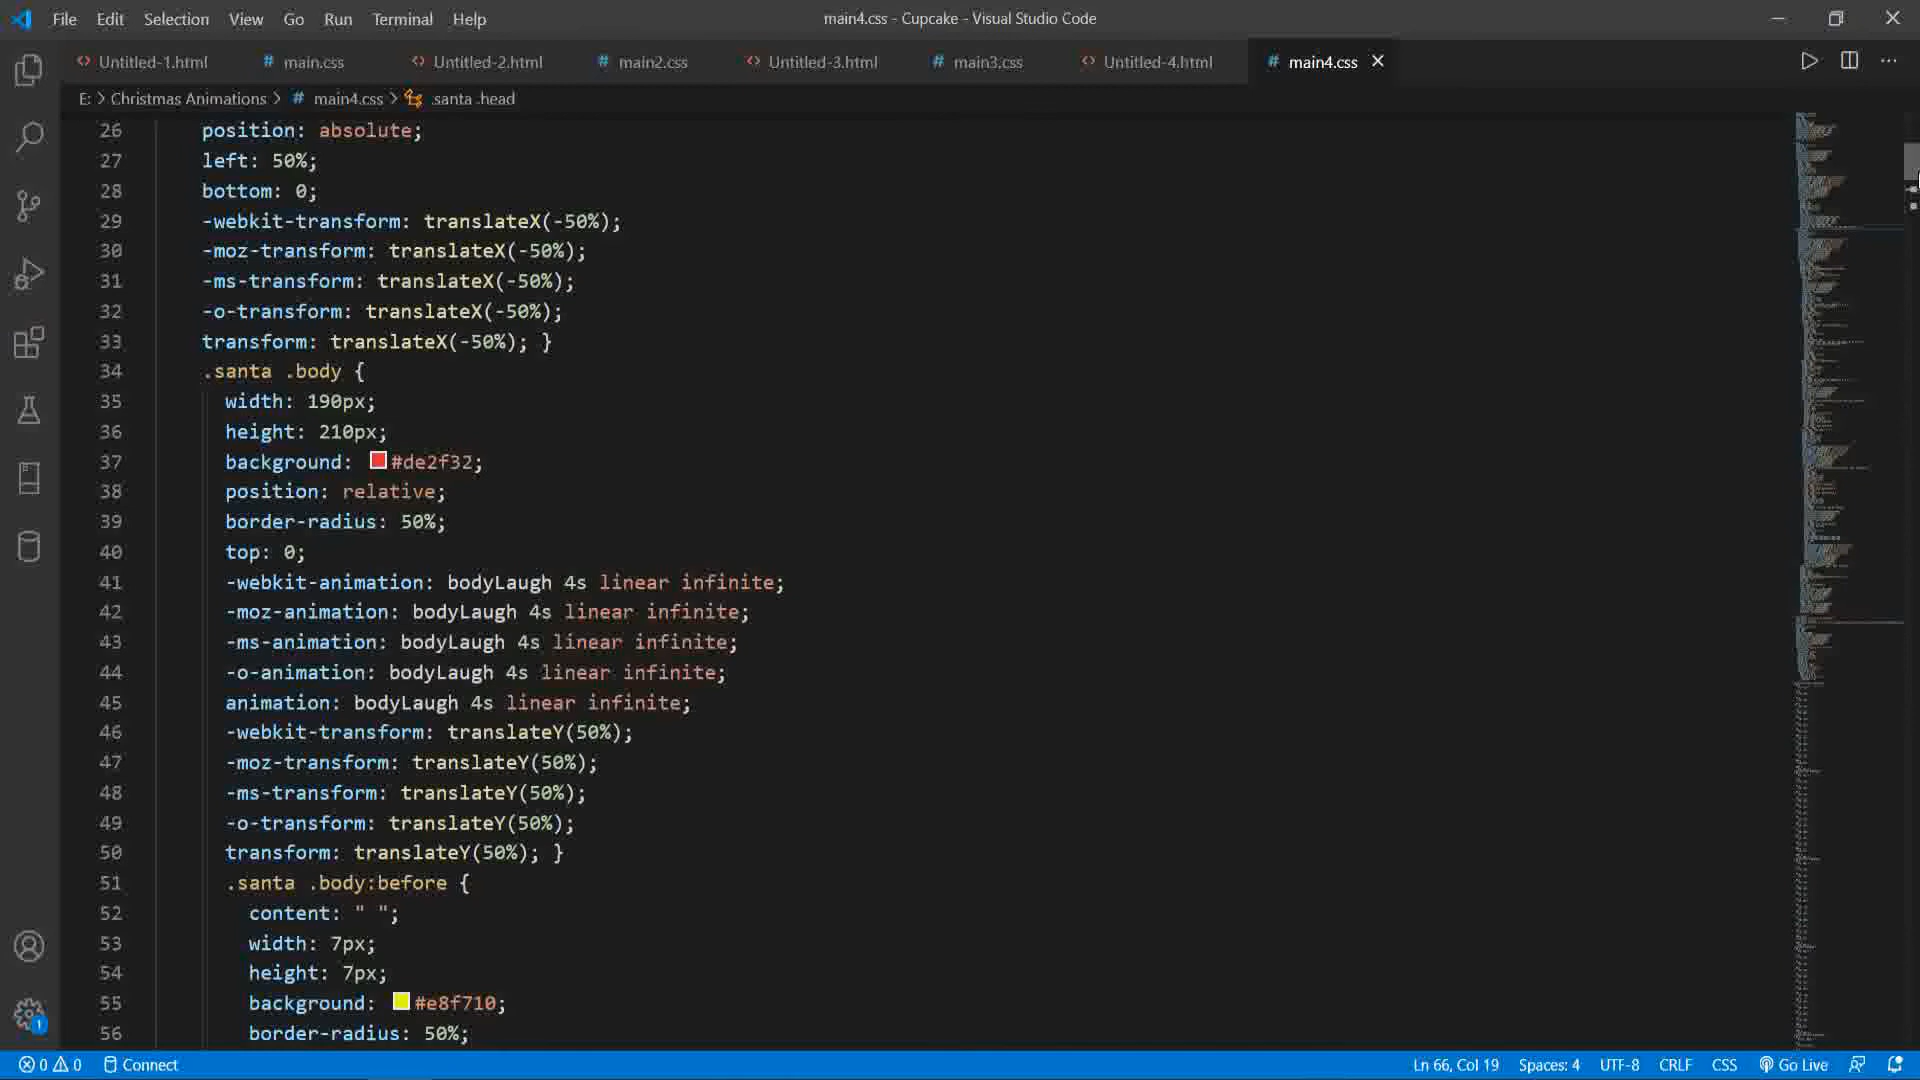 File Edit Selection View Go Run Terminal Help main4.css - Cupcake - Visual Studio Code
Untitled-1.html # main.css Untitled-2.html # main2.css Untitled-3.html # main3.css Untitled-4.html # main4.css
E: > Christmas Animations > # main4.css > .santa .head
26 position: absolute;
27 left: 50%;
28 bottom: 0;
29 -webkit-transform: translateX(-50%);
30 -moz-transform: translateX(-50%);
31 -ms-transform: translateX(-50%);
32 -o-transform: translateX(-50%);
33 transform: translateX(-50%); }
34 .santa .body {
35 width: 190px;
36 height: 210px;
37 background: #de2f32;
38 position: relative;
39 border-radius: 50%;
40 top: 0;
41 -webkit-animation: bodyLaugh 4s linear infinite;
42 -moz-animation: bodyLaugh 4s linear infinite;
43 -ms-animation: bodyLaugh 4s linear infinite;
44 -o-animation: bodyLaugh 4s linear infinite;
45 animation: bodyLaugh 4s linear infinite;
46 -webkit-transform: translateY(50%);
47 -moz-transform: translateY(50%);
48 -ms-transform: translateY(50%);
49 -o-transform: translateY(50%);
50 transform: translateY(50%); }
51 .santa .body:before {
52 content: " ";
53 width: 7px;
54 height: 7px;
55 background: #e8f710;
56 border-radius: 50%;
1
0 0 Connect Ln 66, Col 19 Spaces: 4 UTF-8 CRLF CSS Go Live